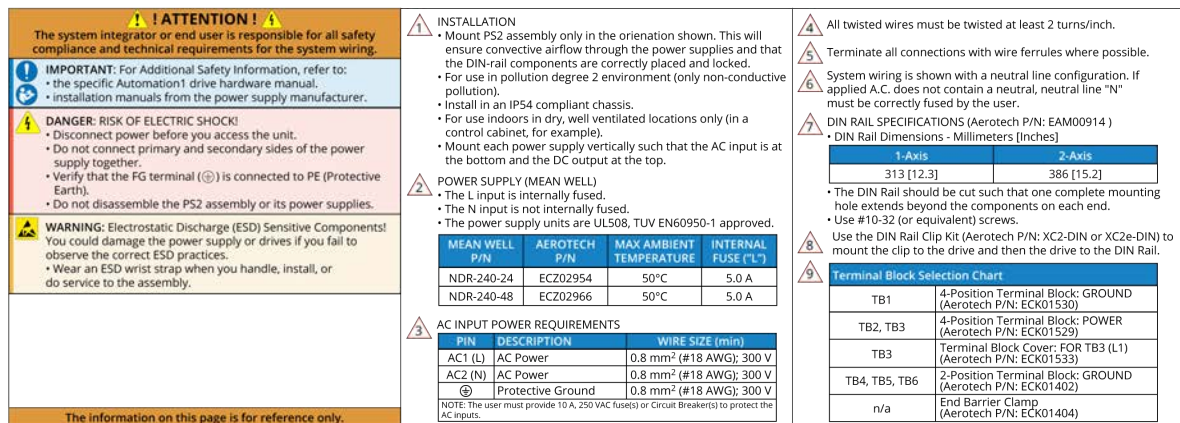 ! ATTENTION !
The system integrator or end user is responsible for all safety
compliance and technical requirements for the system wiring.
IMPORTANT: For Additional Safety Information, refer to:
• the specific Automation1 drive hardware manual.
• installation manuals from the power supply manufacturer.
DANGER: RISK OF ELECTRIC SHOCK!
• Disconnect power before you access the unit.
• Do not connect primary and secondary sides of the power
supply together.
• Verify that the FG terminal (⏚) is connected to PE (Protective
Earth).
• Do not disassemble the PS2 assembly or its power supplies.
WARNING: Electrostatic Discharge (ESD) Sensitive Components!
You could damage the power supply or drives if you fail to
observe the correct ESD practices.
• Wear an ESD wrist strap when you handle, install, or
do service to the assembly.
The information on this page is for reference only.
1 INSTALLATION
• Mount PS2 assembly only in the orienation shown. This will
ensure convective airflow through the power supplies and that
the DIN-rail components are correctly placed and locked.
• For use in pollution degree 2 environment (only non-conductive
pollution).
• Install in an IP54 compliant chassis.
• For use indoors in dry, well ventilated locations only (in a
control cabinet, for example).
• Mount each power supply vertically such that the AC input is at
the bottom and the DC output at the top.
2 POWER SUPPLY (MEAN WELL)
• The L input is internally fused.
• The N input is not internally fused.
• The power supply units are UL508, TUV EN60950-1 approved.
MEAN WELL P/N AEROTECH P/N MAX AMBIENT TEMPERATURE INTERNAL FUSE ("L")
NDR-240-24 ECZ02954 50°C 5.0 A
NDR-240-48 ECZ02966 50°C 5.0 A
3 AC INPUT POWER REQUIREMENTS
PIN DESCRIPTION WIRE SIZE (min)
AC1 (L) AC Power 0.8 mm² (#18 AWG); 300 V
AC2 (N) AC Power 0.8 mm² (#18 AWG); 300 V
⏚ Protective Ground 0.8 mm² (#18 AWG); 300 V
NOTE: The user must provide 10 A, 250 VAC fuse(s) or Circuit Breaker(s) to protect the
AC inputs.
4 All twisted wires must be twisted at least 2 turns/inch.
5 Terminate all connections with wire ferrules where possible.
6 System wiring is shown with a neutral line configuration. If
applied A.C. does not contain a neutral, neutral line "N"
must be correctly fused by the user.
7 DIN RAIL SPECIFICATIONS (Aerotech P/N: EAM00914 )
• DIN Rail Dimensions - Millimeters [Inches]
1-Axis 2-Axis
313 [12.3] 386 [15.2]
• The DIN Rail should be cut such that one complete mounting
hole extends beyond the components on each end.
• Use #10-32 (or equivalent) screws.
8 Use the DIN Rail Clip Kit (Aerotech P/N: XC2-DIN or XC2e-DIN) to
mount the clip to the drive and then the drive to the DIN Rail.
9 Terminal Block Selection Chart
TB1 4-Position Terminal Block: GROUND
(Aerotech P/N: ECK01530)
TB2, TB3 4-Position Terminal Block: POWER
(Aerotech P/N: ECK01529)
TB3 Terminal Block Cover: FOR TB3 (L1)
(Aerotech P/N: ECK01533)
TB4, TB5, TB6 2-Position Terminal Block: GROUND
(Aerotech P/N: ECK01402)
n/a End Barrier Clamp
(Aerotech P/N: ECK01404)